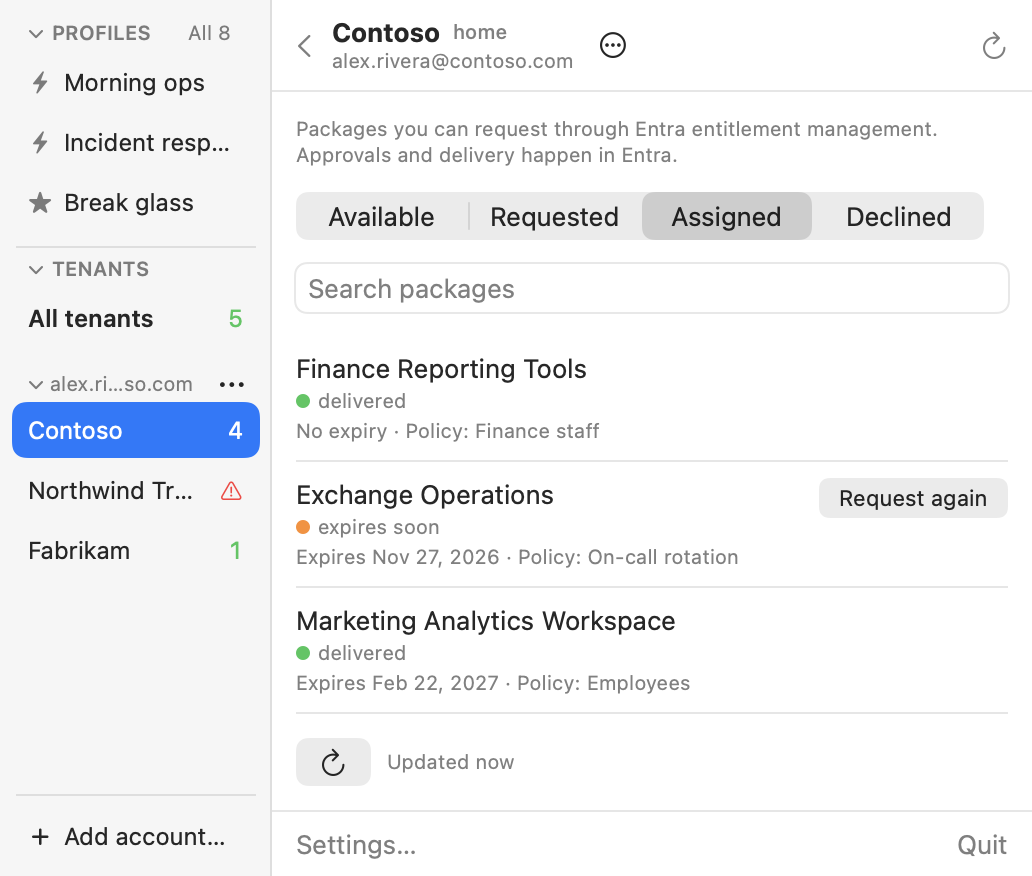 PROFILES All 8
Morning ops
Incident resp...
Break glass
TENANTS
All tenants 5
alex.ri...so.com
Contoso 4
Northwind Tr...
Fabrikam 1
+ Add account...
Contoso home
alex.rivera@contoso.com
Packages you can request through Entra entitlement management.
Approvals and delivery happen in Entra.
Available Requested Assigned Declined
Search packages
Finance Reporting Tools
delivered
No expiry · Policy: Finance staff
Exchange Operations Request again
expires soon
Expires Nov 27, 2026 · Policy: On-call rotation
Marketing Analytics Workspace
delivered
Expires Feb 22, 2027 · Policy: Employees
Updated now
Settings... Quit